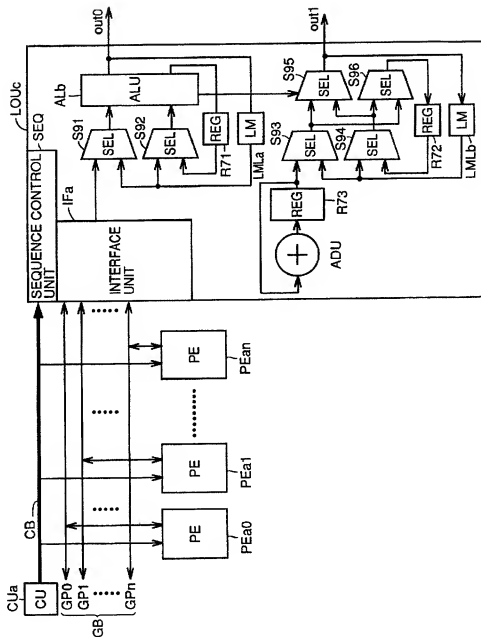 LOUc
SEQ
SEQUENCE CONTROL
UNIT
IFa
INTERFACE
UNIT
ALb
ALU
out0
S91
SEL
S92
SEL
REG
R71
LM
LMLa
S93
SEL
S94
SEL
S95
SEL
S96
SEL
out1
REG
R72
LM
LMLb
REG
R73
ADU
CUa
CU
CB
GP0
GP1
GPn
GB
PE
PEa0
PE
PEa1
PE
PEan